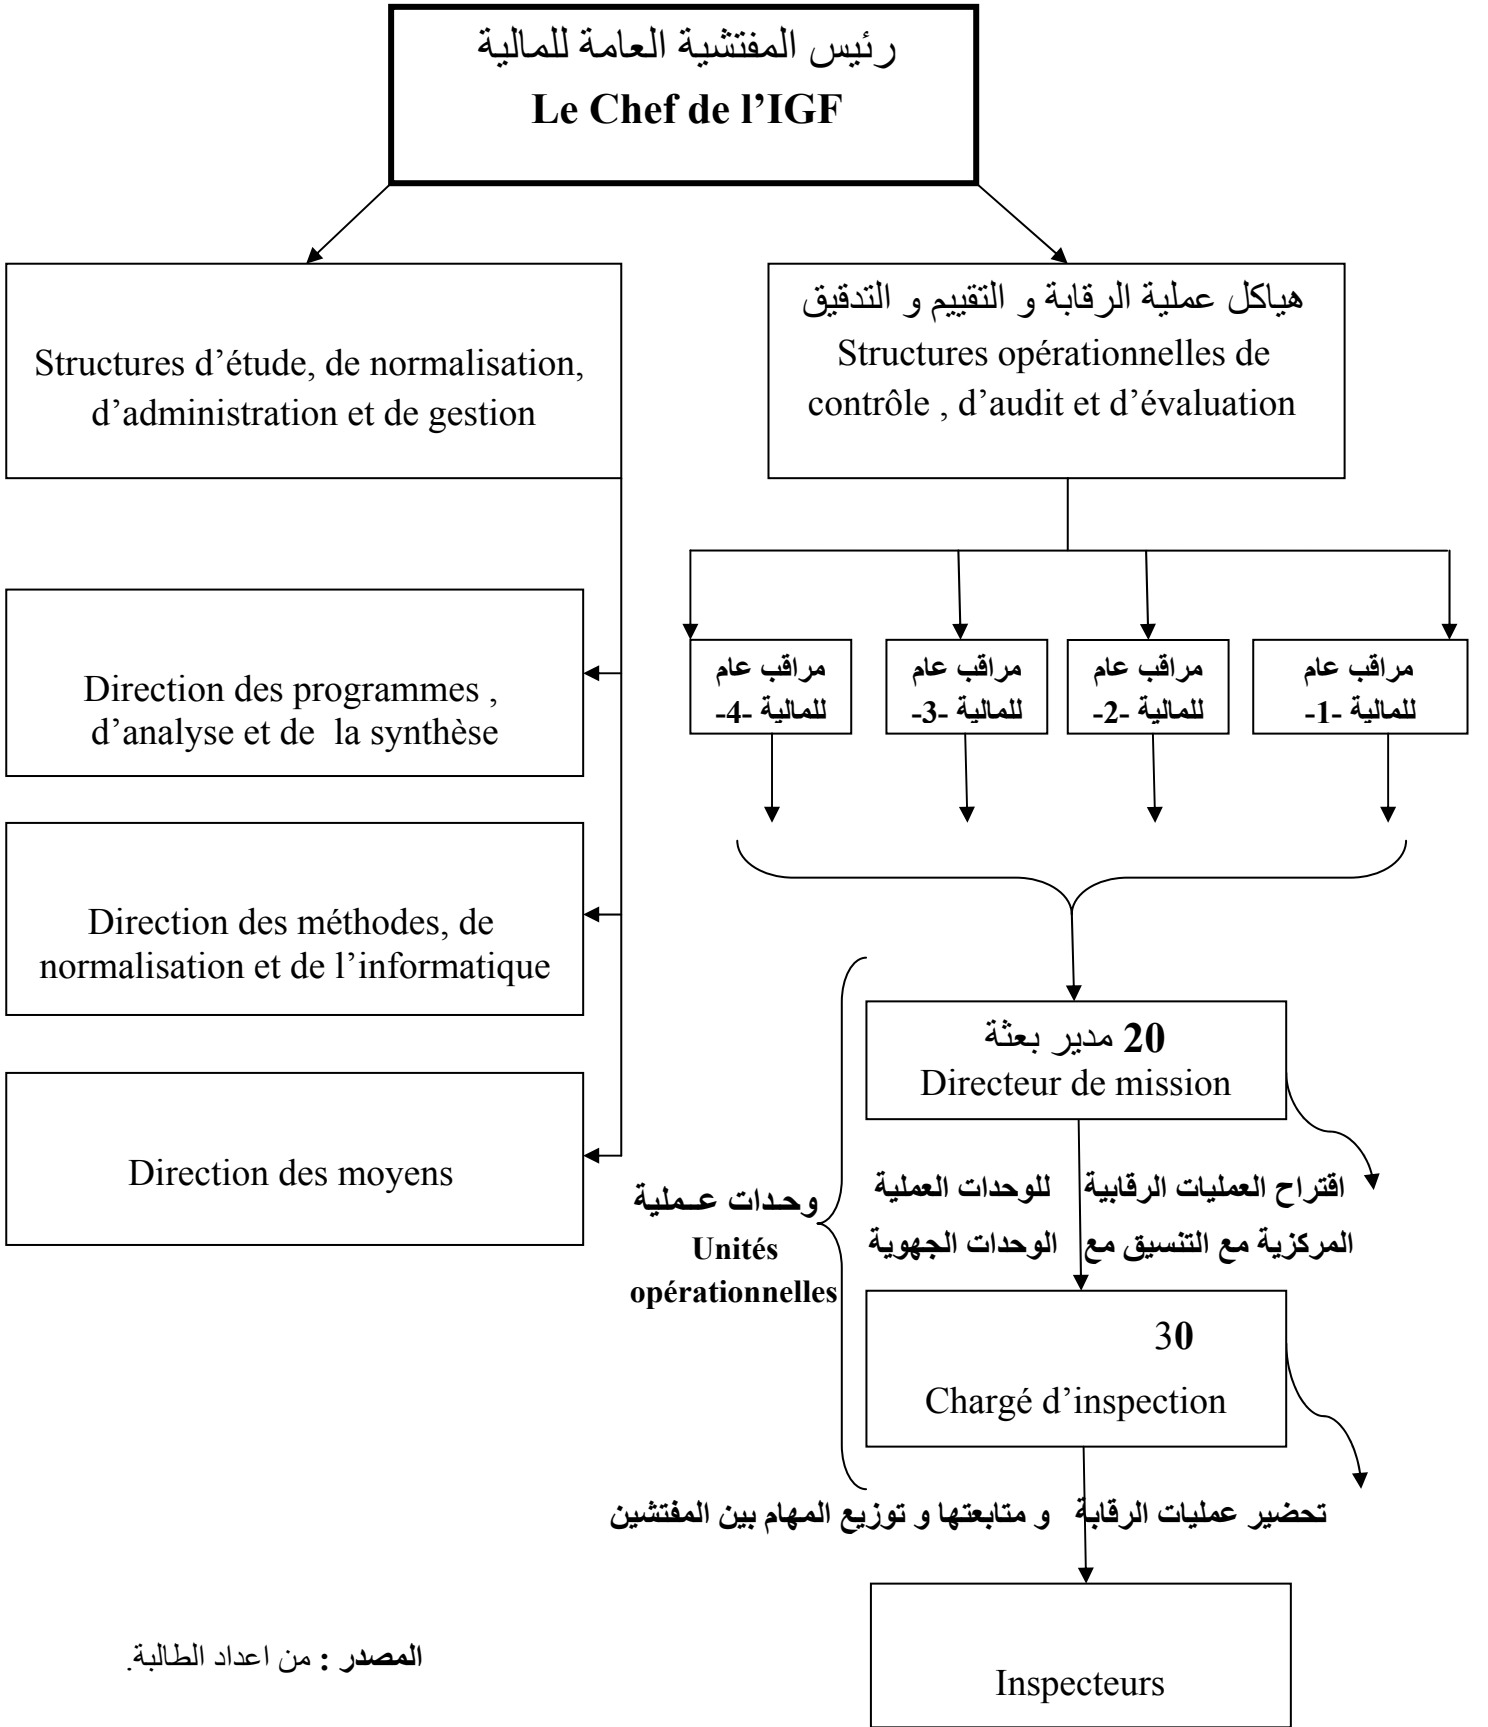 رئيس المفتشية العامة للمالية
Le Chef de l’IGF
هياكل عملية الرقابة و التقييم و التدقيق
Structures opérationnelles de
contrôle , d’audit et d’évaluation
Structures d’étude, de normalisation,
d’administration et de gestion
مراقب عام
للمالية -1-
مراقب عام
للمالية -2-
مراقب عام
للمالية -3-
مراقب عام
للمالية -4-
Direction des programmes ,
d’analyse et de la synthèse
Direction des méthodes, de
normalisation et de l’informatique
Direction des moyens
20 مدير بعثة
Directeur de mission
اقتراح العمليات الرقابية للوحدات العملية
المركزية مع التنسيق مع الوحدات الجهوية
وحدات عـملية
Unités
opérationnelles
30
Chargé d’inspection
تحضير عمليات الرقابة و متابعتها و توزيع المهام بين المفتشين
Inspecteurs
المصدر : من اعداد الطالبة.